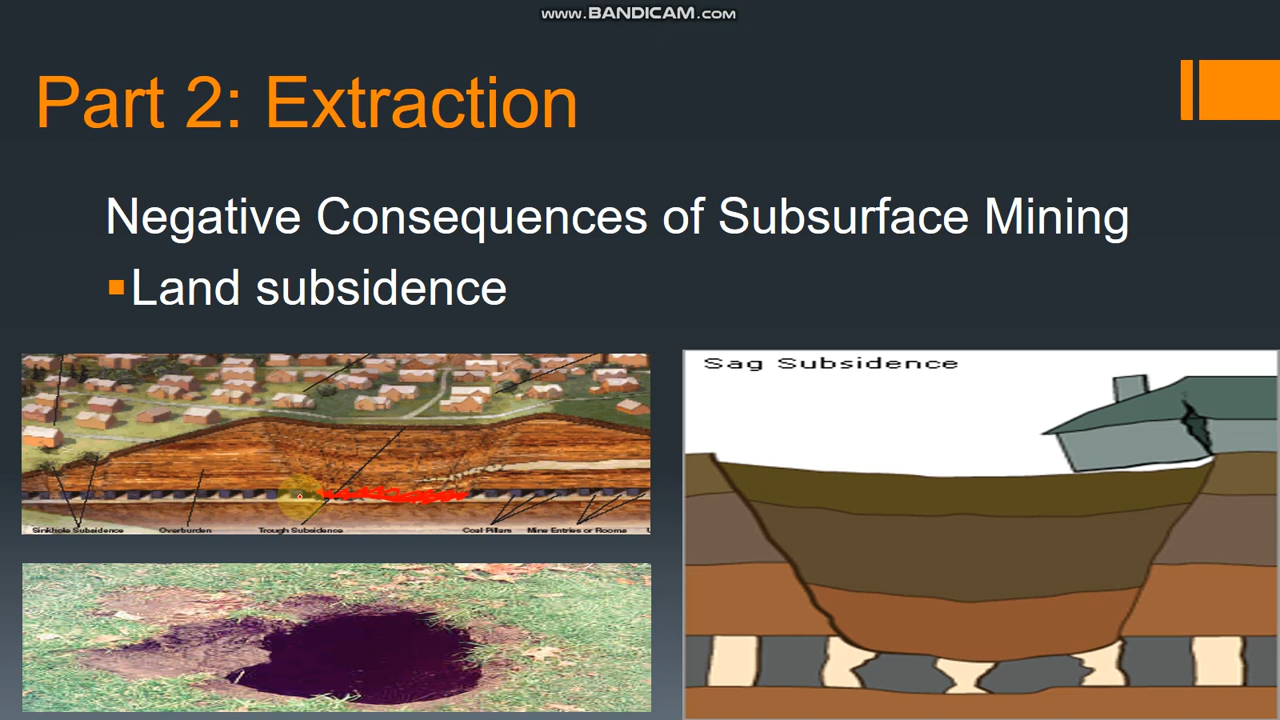 www.BANDICAM.com
Part 2: Extraction
Negative Consequences of Subsurface Mining
Land subsidence
Sinkhole Subsidence Overburden Trough Subsidence Coal Pillars Mine Entries or Rooms
Sag Subsidence